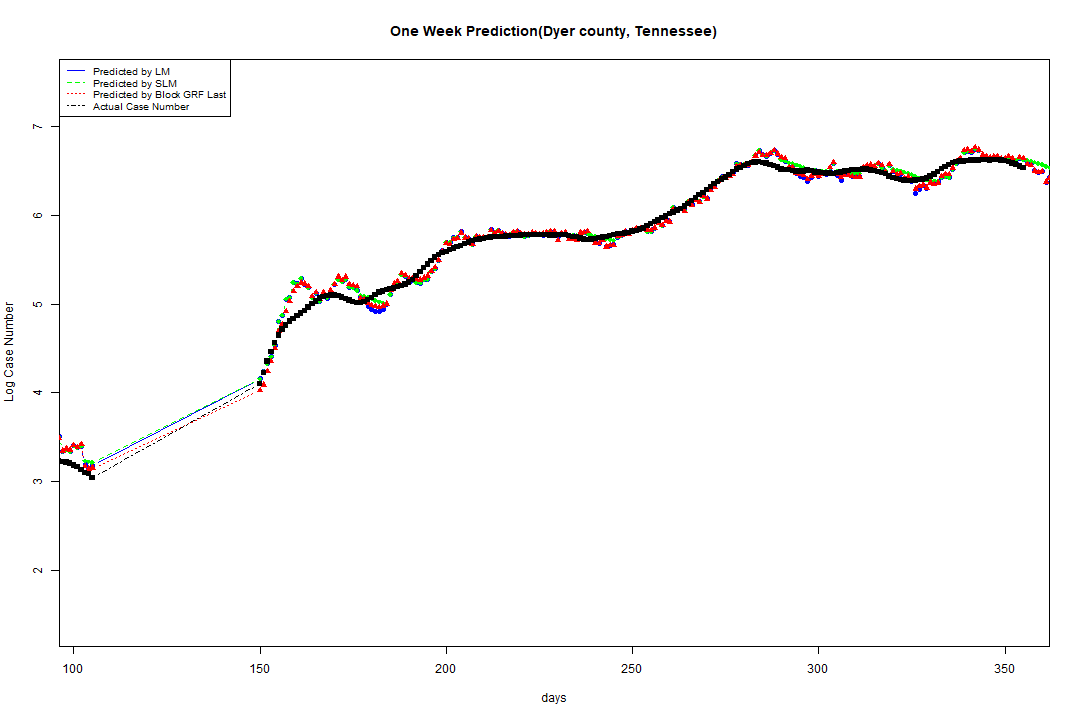 One Week Prediction(Dyer county, Tennessee)
Predicted by LM
Predicted by SLM
Predicted by Block GRF Last
Actual Case Number
7
6
5
4
3
2
Log Case Number
100 150 200 250 300 350
days